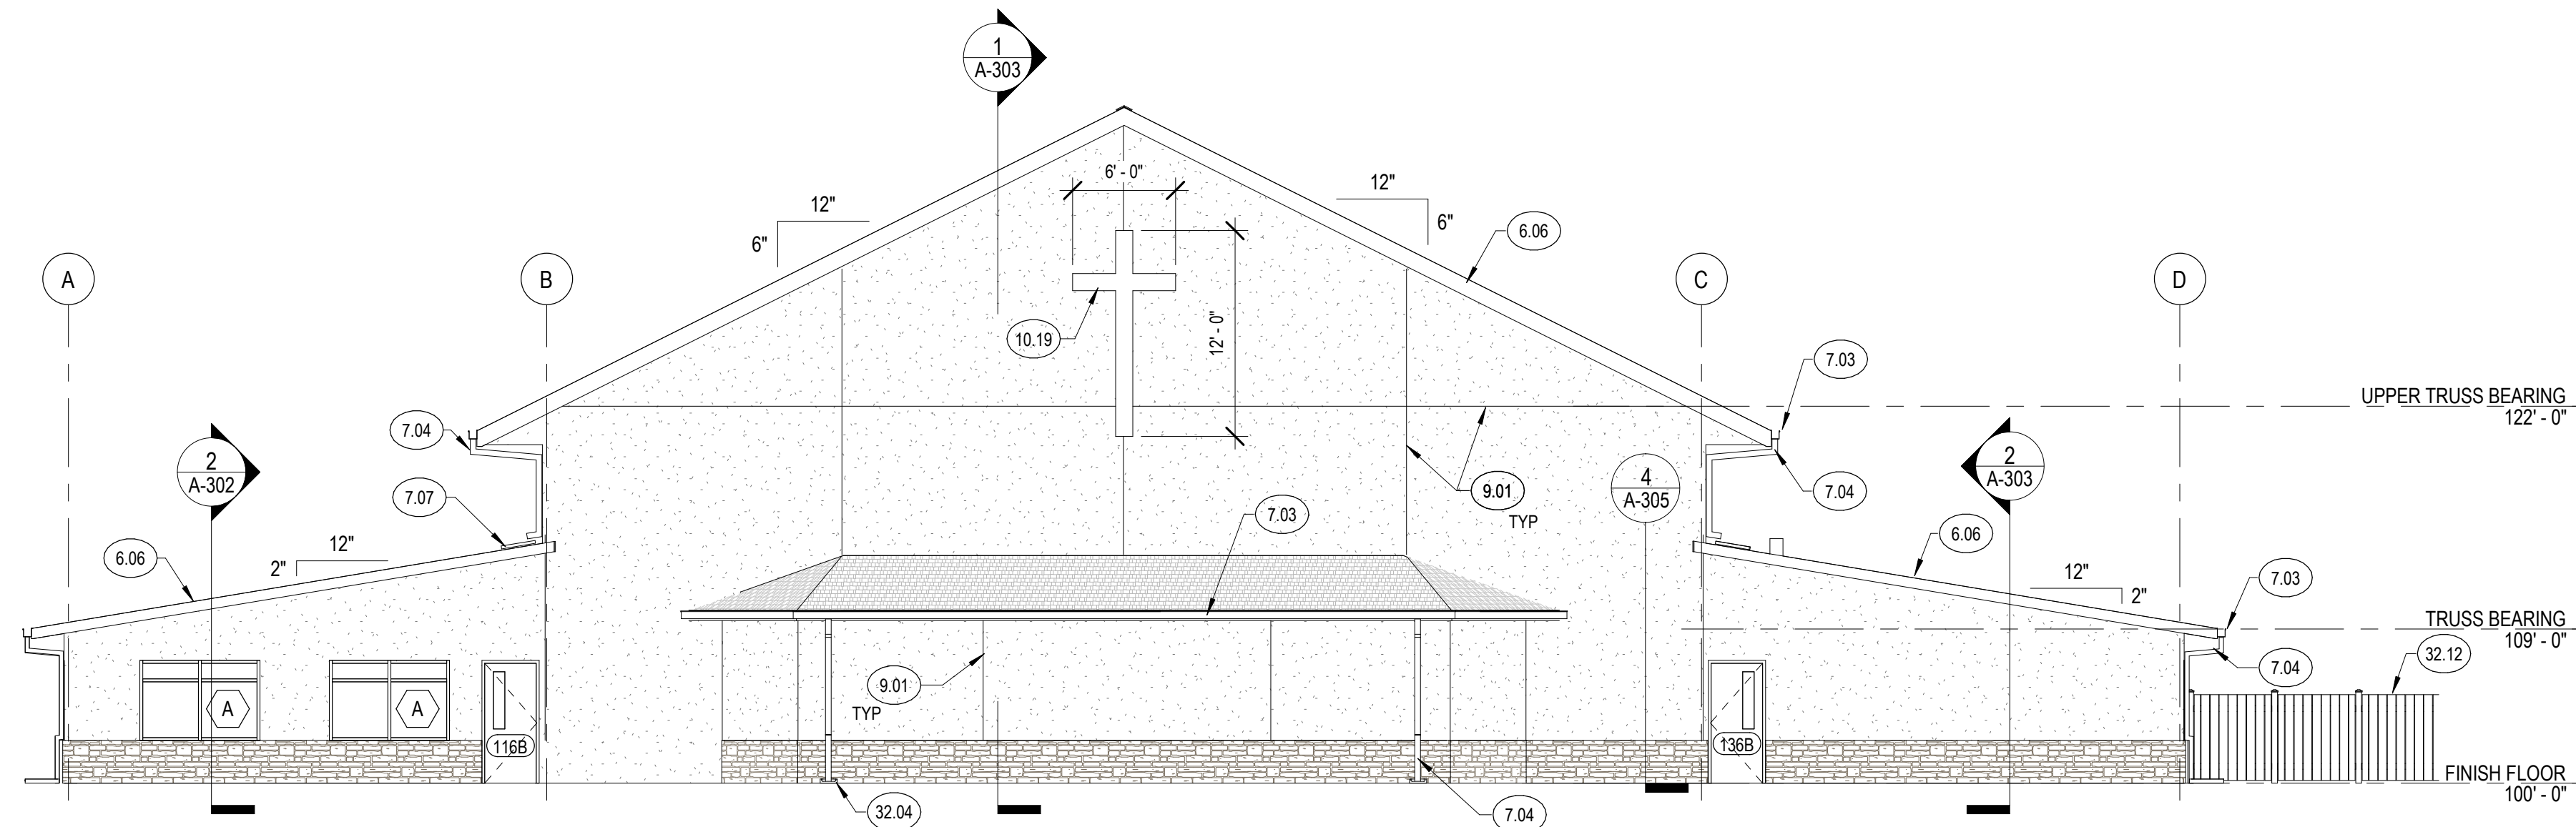 1
A-303
6' - 0"
12"
6"
12"
6"
6.06
A
B
C
D
10.19
12' - 0"
7.03
UPPER TRUSS BEARING
122' - 0"
7.04
2
A-302
7.07
9.01
TYP
4
A-305
7.04
2
A-303
7.03
12"
2"
6.06
6.06
12"
2"
7.03
TRUSS BEARING
109' - 0"
32.12
7.04
9.01
TYP
A
A
116B
136B
FINISH FLOOR
100' - 0"
32.04
7.04